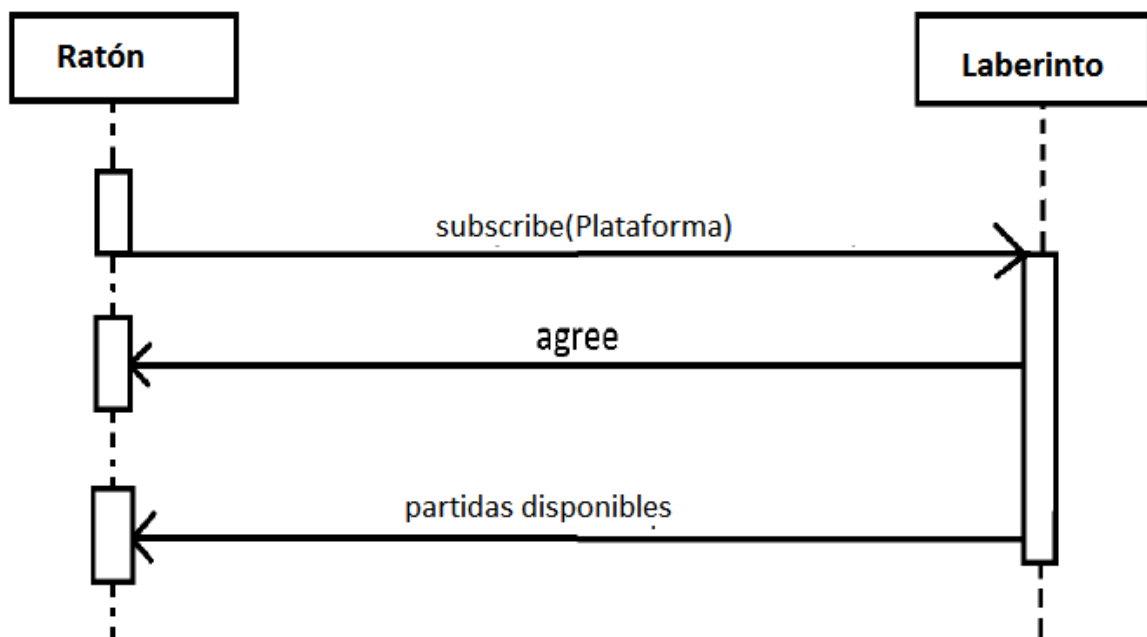 Ratón
Laberinto
subscribe(Plataforma)
agree
partidas disponibles